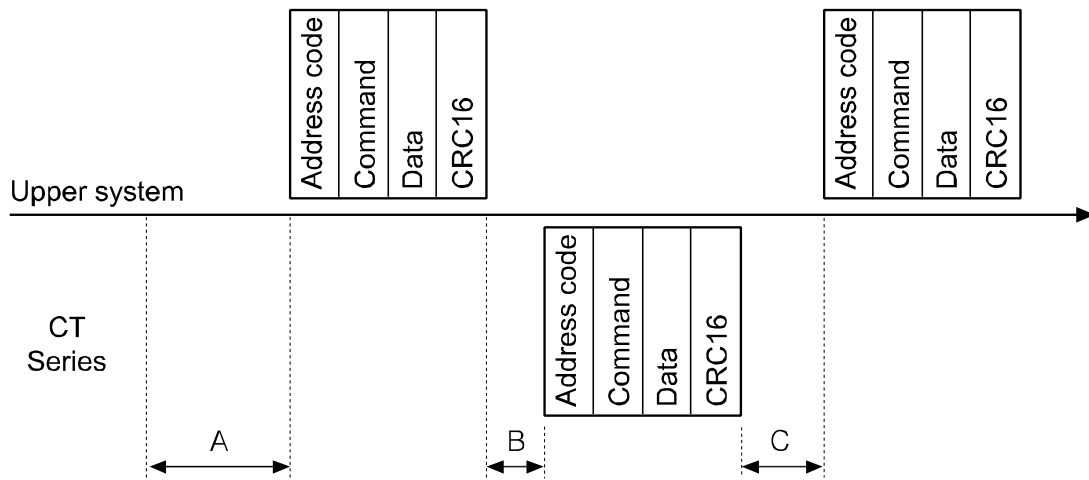 Address code
Command
Data
CRC16
Address code
Command
Data
CRC16
Upper system
CT
Series
Address code
Command
Data
CRC16
A
B
C